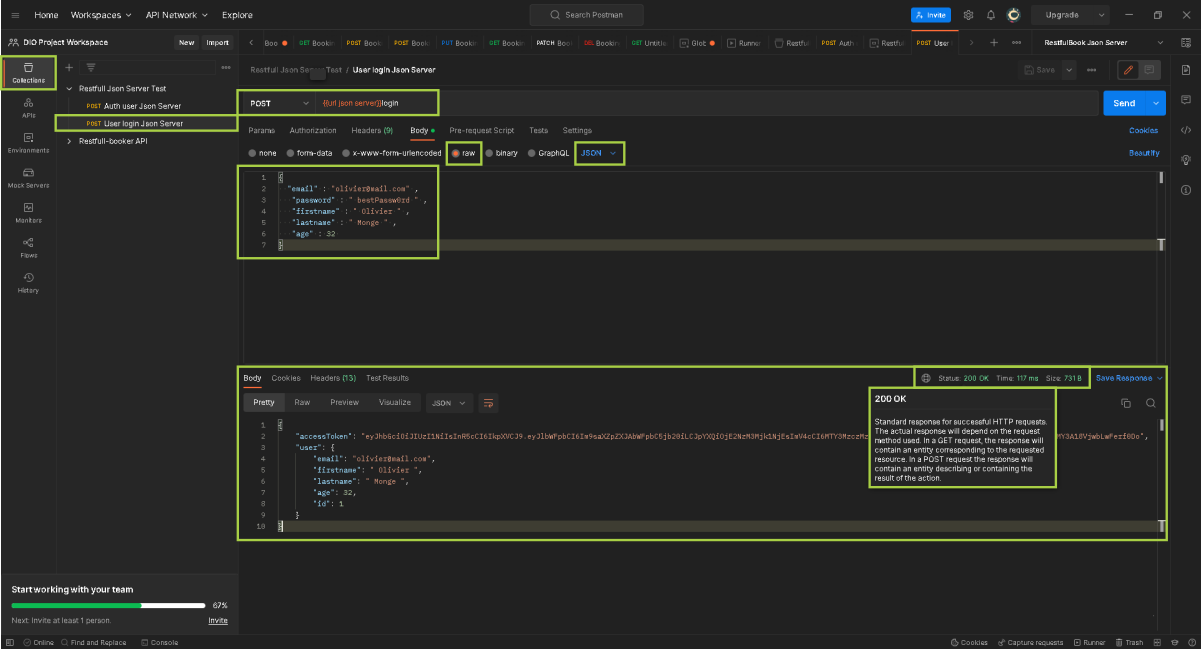 Home Workspaces API Network Explore Search Postman Invite Upgrade
DIO Project Workspace New Import Boo GET Bookin POST Book POST Book PUT Bookin GET Bookin PATCH Boo DEL Bookin GET Untitle Glob Runner Restful POST Auth Restful POST User RestfulBook Json Server
Collections
APIs
Environments
Mock Servers
Monitors
Flows
History
Restfull Json Server Test
POST Auth user Json Server
POST User login Json Server
Restfull-booker API
Restfull Json Server Test / User login Json Server Save
POST {{url json server}}login Send
Params Authorization Headers (9) Body Pre-request Script Tests Settings Cookies
none form-data x-www-form-urlencoded raw binary GraphQL JSON Beautify
1 {
2 "email" : "olivier@mail.com" ,
3 "password" : " bestPassw0rd " ,
4 "firstname" : " Olivier " ,
5 "lastname" : " Monge " ,
6 "age" : 32
7 }
Body Cookies Headers (13) Test Results Status: 200 OK Time: 117 ms Size: 731 B Save Response
Pretty Raw Preview Visualize JSON
200 OK
Standard response for successful HTTP requests.
The actual response will depend on the request
method used. In a GET request, the response will
contain an entity corresponding to the requested
resource. In a POST request the response will
contain an entity describing or containing the
result of the action.
1 {
2 "accessToken":
3 "user": {
4 "email": "olivier@mail.com",
5 "firstname": " Olivier ",
6 "lastname": " Monge ",
7 "age": 32,
8 "id": 1
9 }
10 }
Start working with your team
67%
Next: Invite at least 1 person. Invite
Online Find and Replace Console Cookies Capture requests Runner Trash